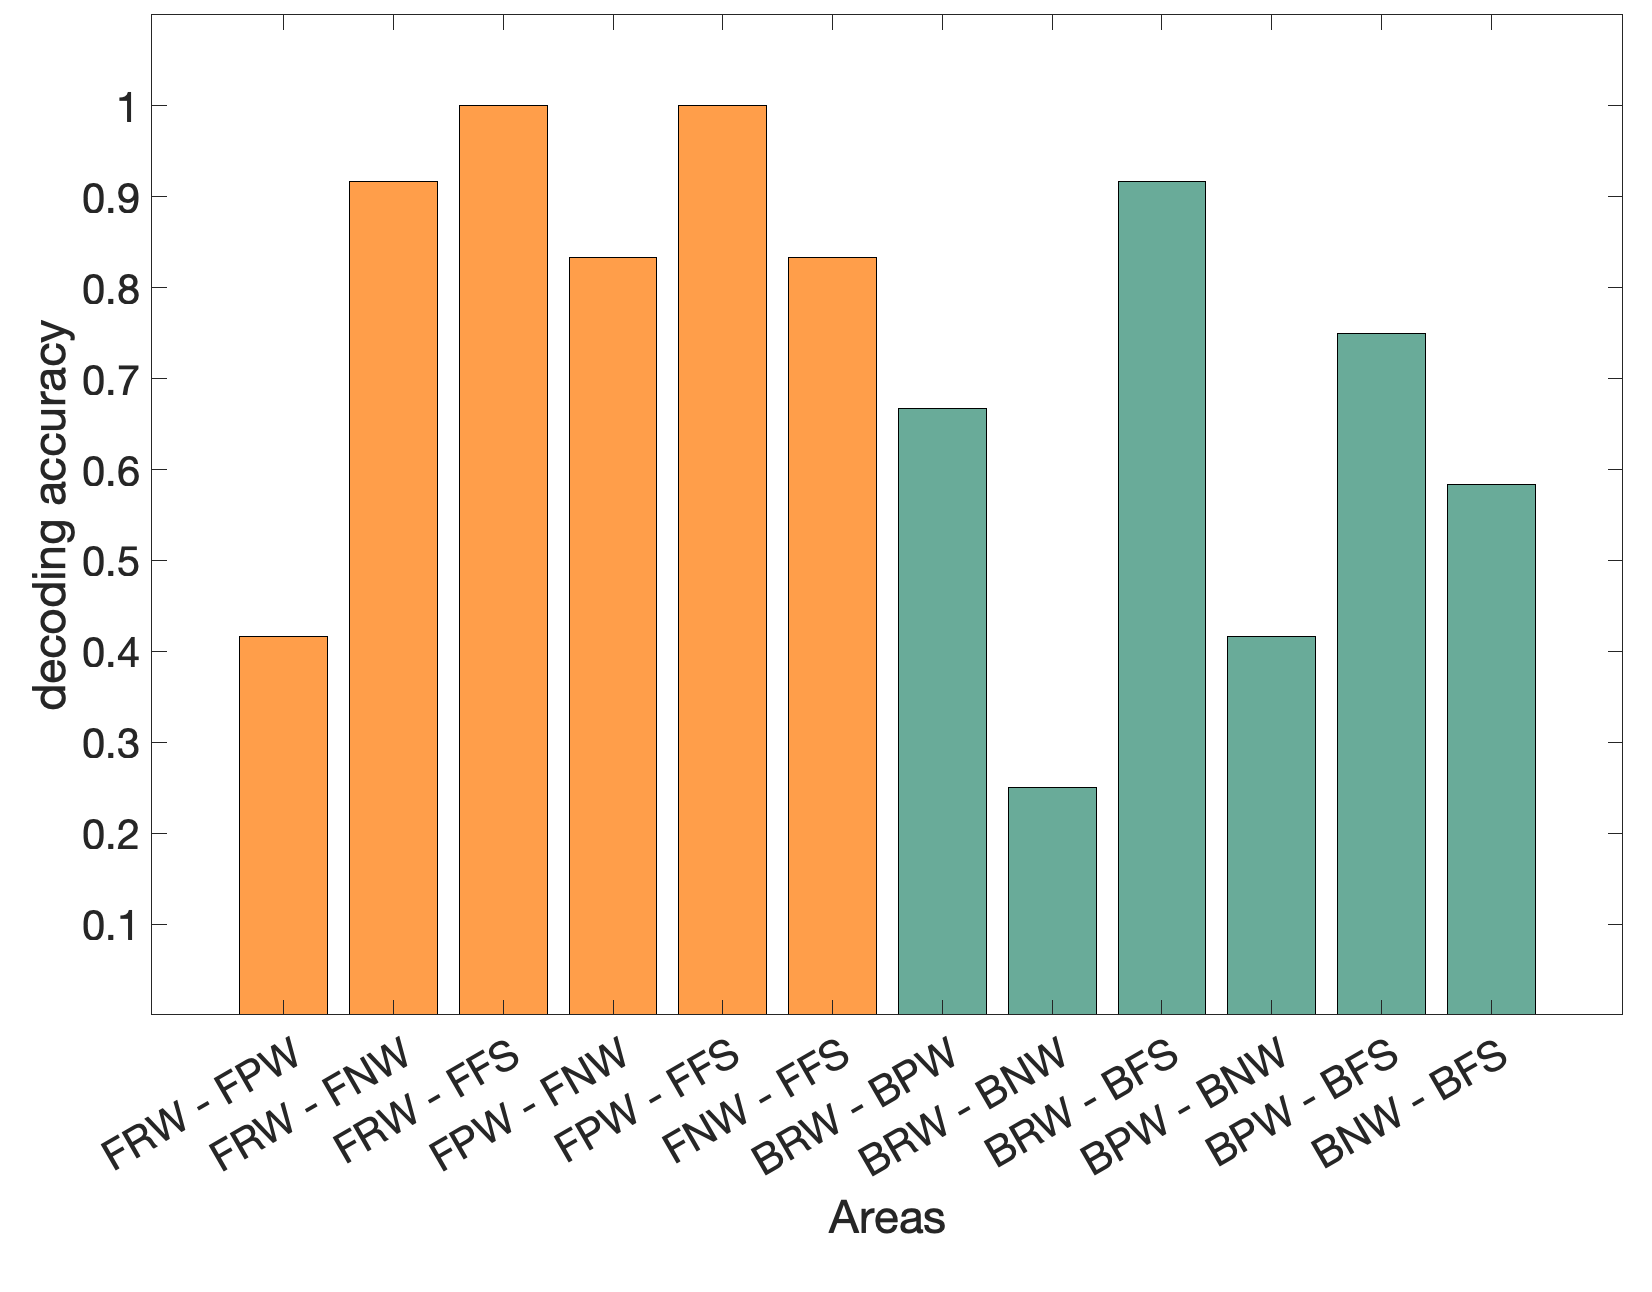 decoding accuracy
1
0.9
0.8
0.7
0.6
0.5
0.4
0.3
0.2
0.1
FRW - FPW
FRW - FNW
FRW - FFS
FPW - FNW
FPW - FFS
FNW - FFS
BRW - BPW
BRW - BNW
BRW - BFS
BPW - BNW
BPW - BFS
BNW - BFS
Areas